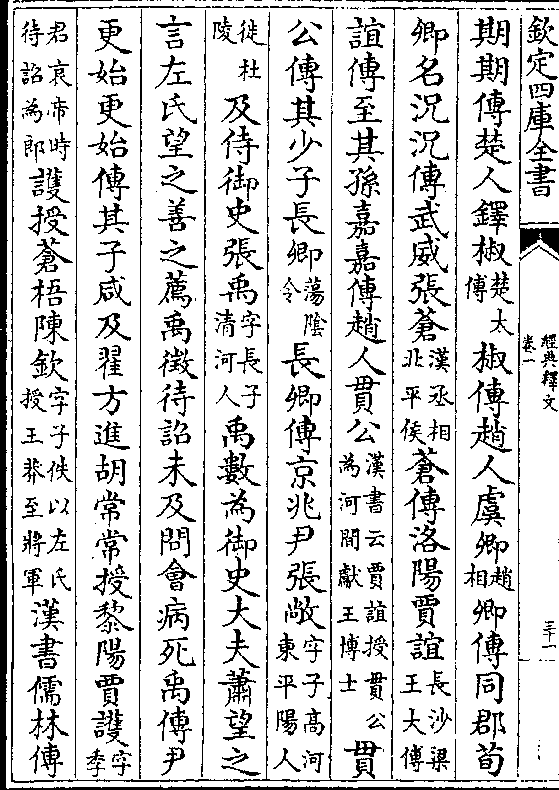 欽定四庫全書
經典釋文
卷一
三十一
期期傳楚人鐸椒楚太傅椒傳趙人虞卿趙相卿傳同郡荀
卿名況況傳武威張蒼漢丞相北平侯蒼傳洛陽賈誼長沙梁王大傅
誼傳至其孫嘉嘉傳趙人貫公漢書云賈誼授貫公為河間獻王博士貫
公傳其少子長卿蕩陰令長卿傳京兆尹張敞字子高河東平陽人
徙杜陵及侍御史張禹字長子清河人禹數為御史大夫蕭望之
言左氏望之善之薦禹徵待詔未及問會病死禹傳尹
更始更始傳其子咸及翟方進胡常常授黎陽賈護字季
君哀帝時待詔為郎護授蒼梧陳欽字子佚以左氏授王莽至將軍漢書儒林傳